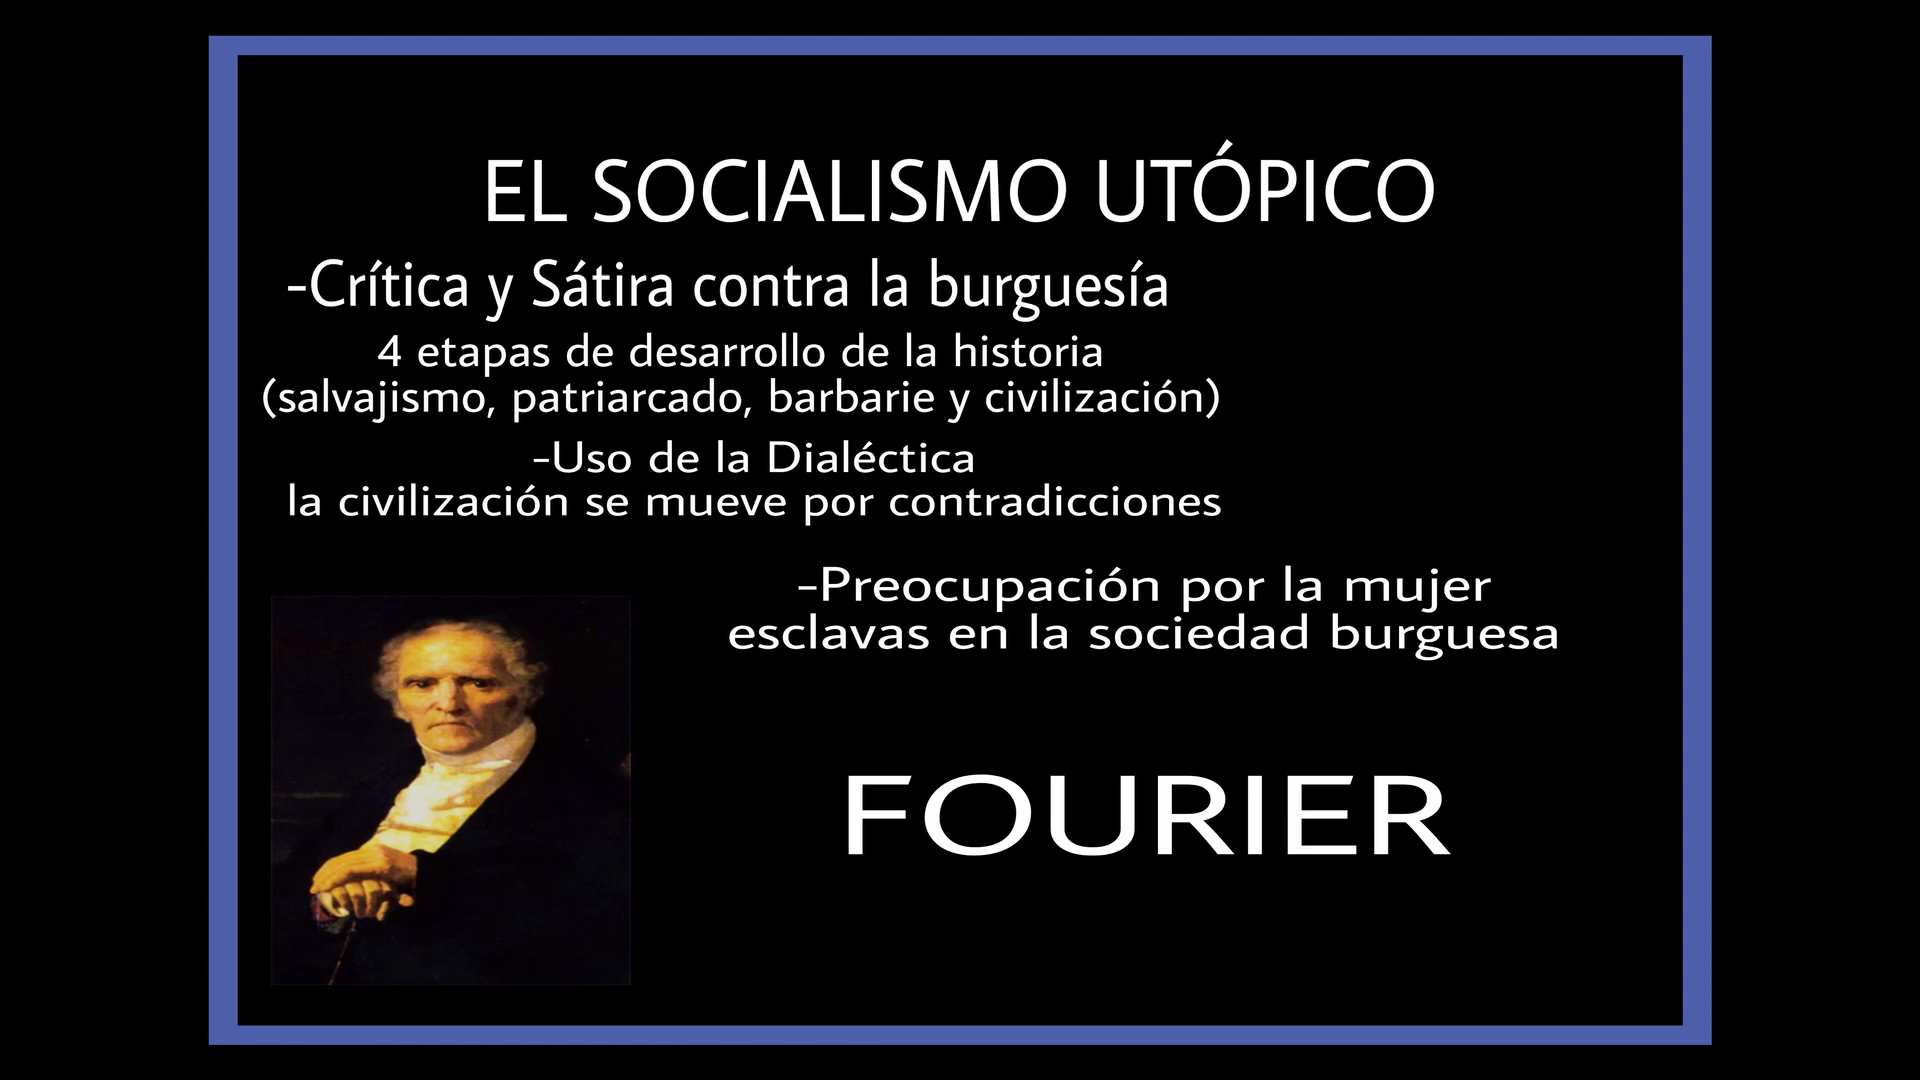 EL SOCIALISMO UTÓPICO
-Crítica y Sátira contra la burguesía
4 etapas de desarrollo de la historia
(salvajismo, patriarcado, barbarie y civilización)
-Uso de la Dialéctica
la civilización se mueve por contradicciones
-Preocupación por la mujer
esclavas en la sociedad burguesa
FOURIER